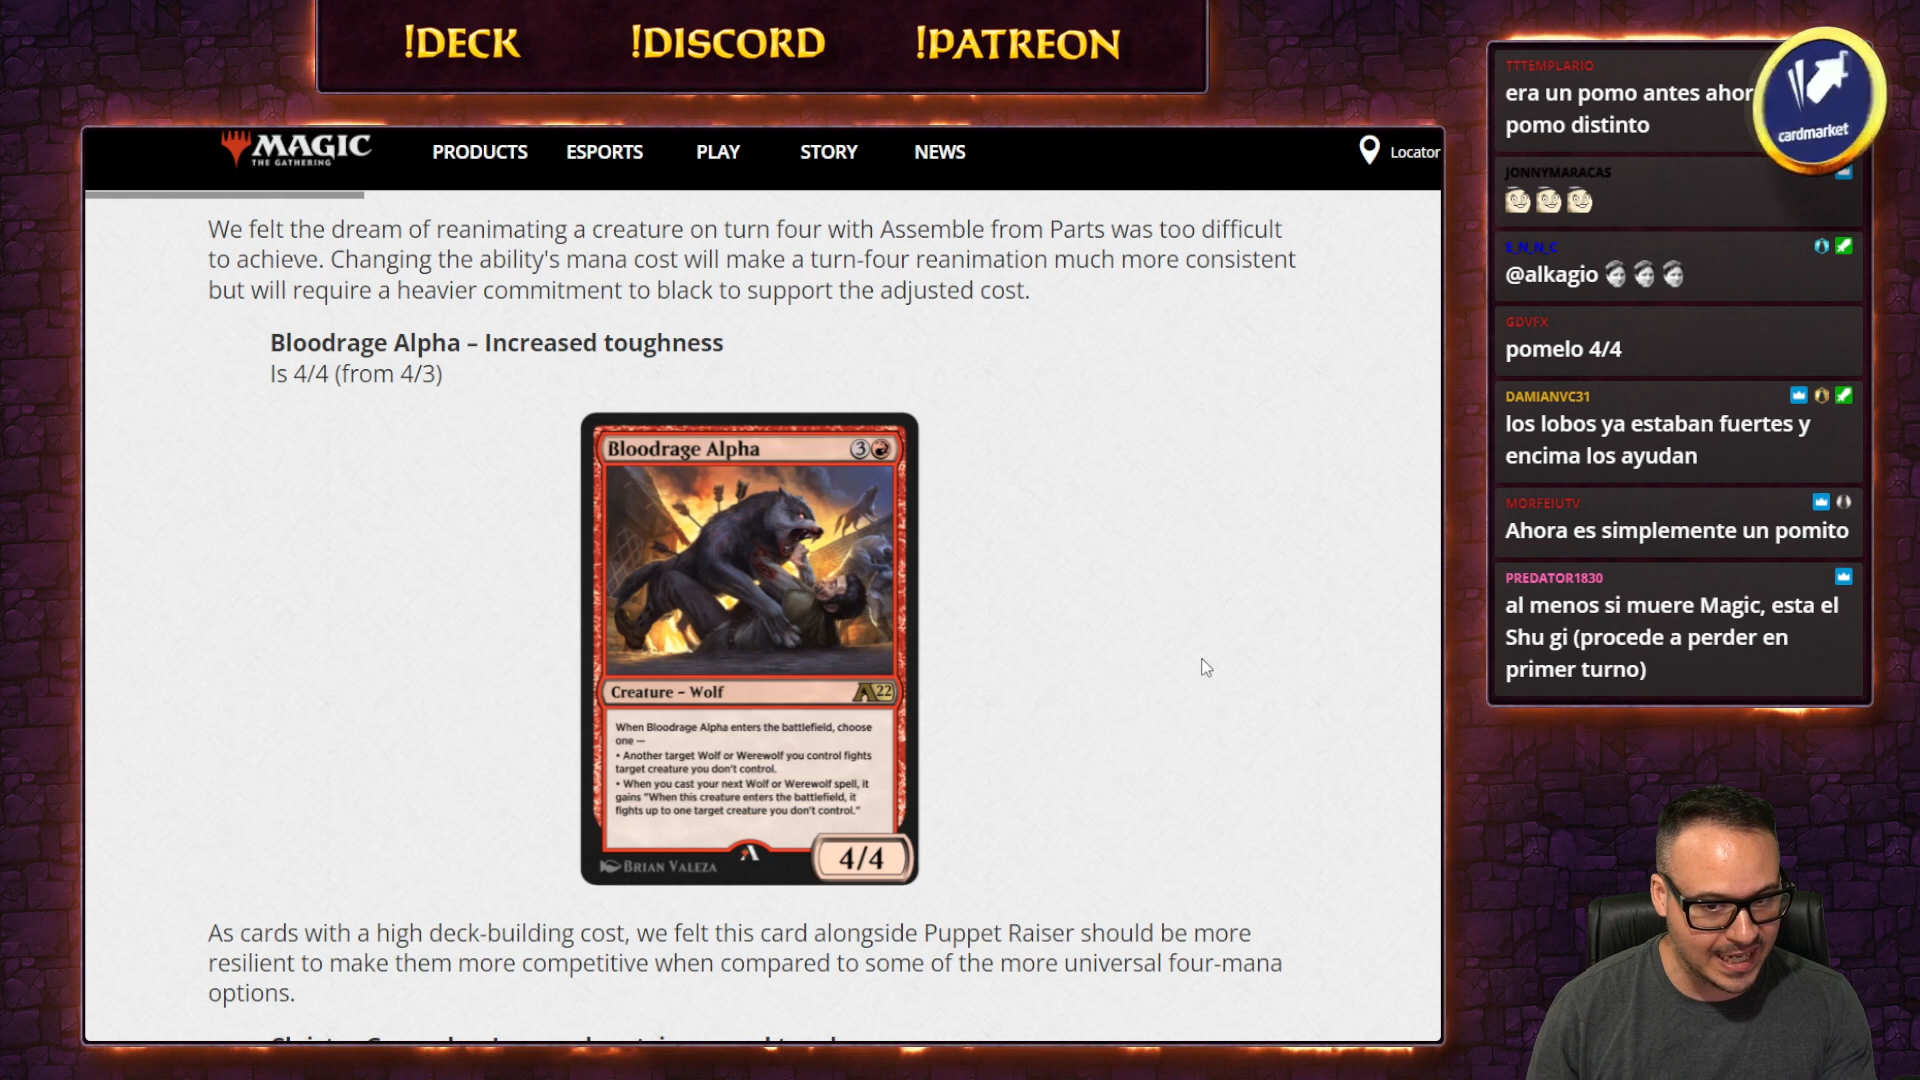 !DECK
!DISCORD
!PATREON
MAGIC
THE GATHERING
PRODUCTS
ESPORTS
PLAY
STORY
NEWS
Locator
We felt the dream of reanimating a creature on turn four with Assemble from Parts was too difficult
to achieve. Changing the ability's mana cost will make a turn-four reanimation much more consistent
but will require a heavier commitment to black to support the adjusted cost.
Bloodrage Alpha – Increased toughness
Is 4/4 (from 4/3)
Bloodrage Alpha
3
Creature – Wolf
A22
When Bloodrage Alpha enters the battlefield, choose
one —
• Another target Wolf or Werewolf you control fights
target creature you don't control.
• When you cast your next Wolf or Werewolf spell, it
gains "When this creature enters the battlefield, it
fights up to one target creature you don't control."
4/4
BRIAN VALEZA
As cards with a high deck-building cost, we felt this card alongside Puppet Raiser should be more
resilient to make them more competitive when compared to some of the more universal four-mana
options.
TTTEMPLARIO
era un pomo antes ahor
pomo distinto
cardmarket
JONNYMARACAS
E_N_N_C
@alkagio
GDVFX
pomelo 4/4
DAMIANVC31
los lobos ya estaban fuertes y
encima los ayudan
MORFEIUTV
Ahora es simplemente un pomito
PREDATOR1830
al menos si muere Magic, esta el
Shu gi (procede a perder en
primer turno)